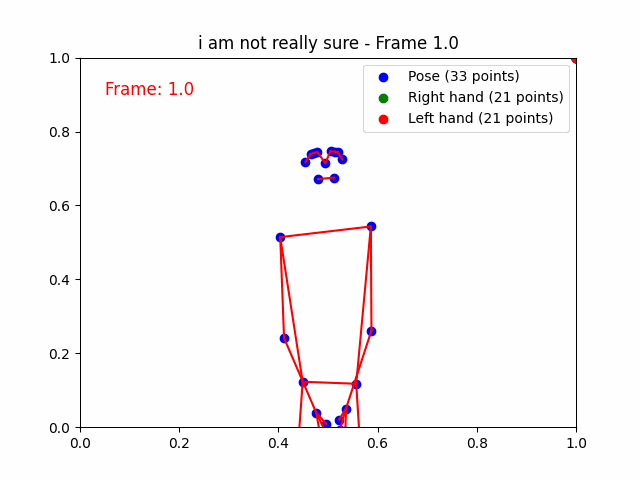 i am not really sure - Frame 1.0
Frame: 1.0
Pose (33 points)
Right hand (21 points)
Left hand (21 points)
1.0
0.8
0.6
0.4
0.2
0.0
0.0 0.2 0.4 0.6 0.8 1.0